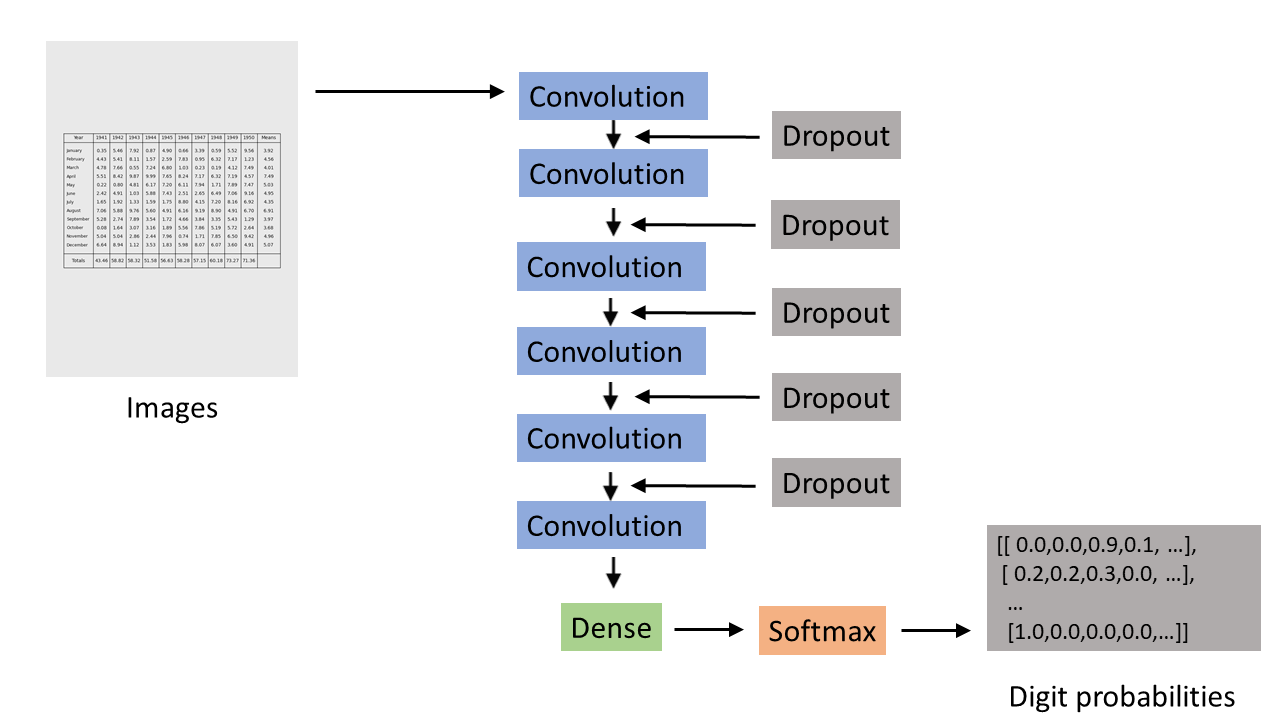 Year 1941 1942 1943 1944 1945 1946 1947 1948 1949 1950 Means
January 0.35 5.46 7.92 0.87 4.90 0.66 3.39 0.59 5.52 9.56 3.92
February 4.43 5.41 8.11 1.57 2.59 7.83 0.95 6.32 7.17 1.23 4.56
March 4.78 7.66 0.55 7.24 6.80 1.03 0.23 0.19 4.12 7.49 4.01
April 5.51 8.42 9.87 9.99 7.65 8.24 7.17 6.32 7.19 4.57 7.49
May 0.22 0.80 4.81 6.17 7.20 6.11 7.94 1.71 7.89 7.47 5.03
June 2.42 4.91 1.03 5.88 7.43 2.51 2.65 6.49 7.06 9.16 4.95
July 1.65 3.92 1.33 1.59 1.75 8.80 4.15 7.20 8.16 6.92 4.35
August 7.06 5.88 9.76 5.60 4.91 6.16 9.19 8.90 4.91 6.70 6.91
September 5.28 2.74 7.89 3.54 1.72 4.66 3.84 3.35 5.43 1.29 3.97
October 0.08 1.64 3.07 3.16 1.89 5.56 7.86 5.19 5.72 2.64 3.68
November 5.04 5.04 2.86 2.44 7.96 0.74 1.71 7.85 6.50 9.42 4.96
December 6.64 8.94 1.12 3.53 1.83 5.98 8.07 6.07 3.60 4.91 5.07
Totals 43.46 58.82 58.32 51.58 56.63 58.28 57.15 60.18 73.27 71.36
Images
Convolution
Dropout
Convolution
Dropout
Convolution
Dropout
Convolution
Dropout
Convolution
Dropout
Convolution
Dense
Softmax
[[ 0.0,0.0,0.9,0.1, ...],
[ 0.2,0.2,0.3,0.0, ...],
...
[1.0,0.0,0.0,0.0,...]]
Digit probabilities